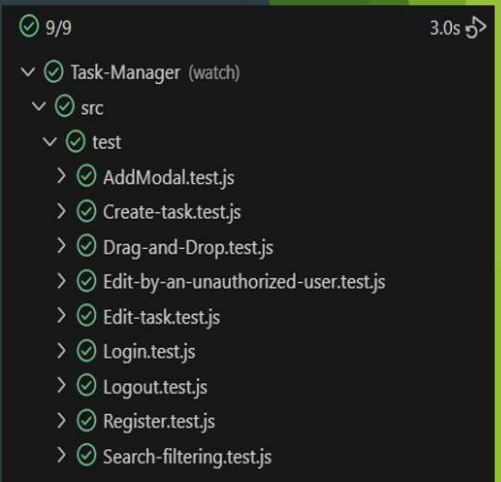 9/9 3.0s
Task-Manager (watch)
src
test
AddModal.test.js
Create-task.test.js
Drag-and-Drop.test.js
Edit-by-an-unauthorized-user.test.js
Edit-task.test.js
Login.test.js
Logout.test.js
Register.test.js
Search-filtering.test.js